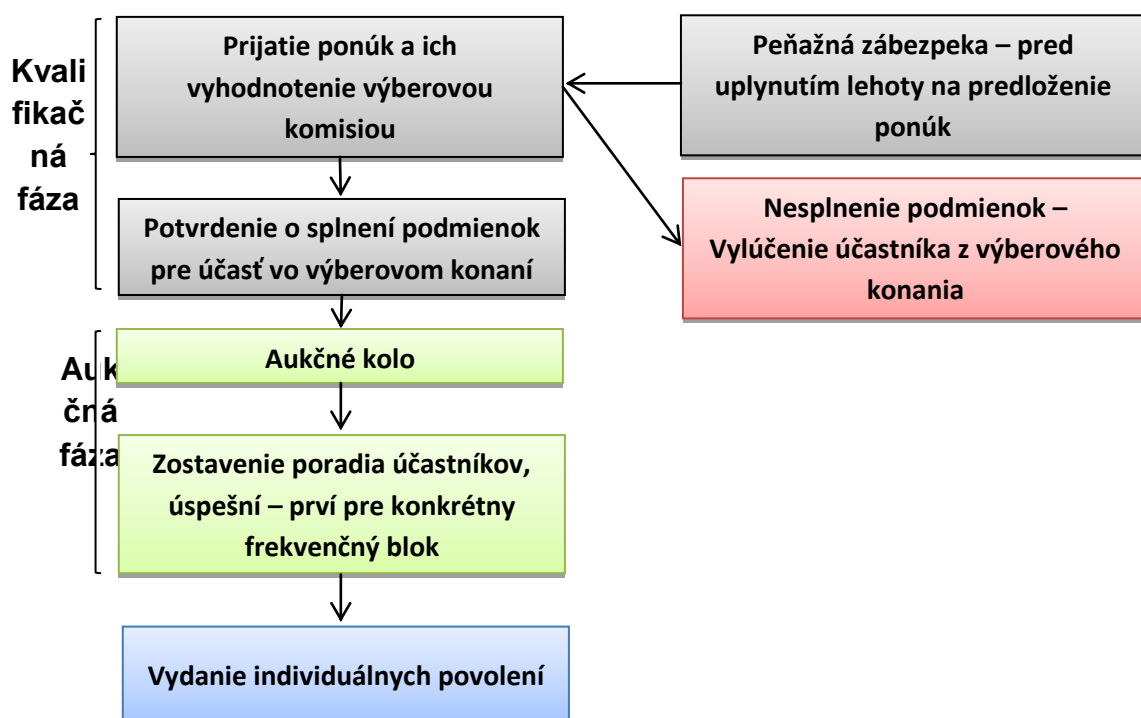 Kvali
fikač
ná
fáza
Prijatie ponúk a ich
vyhodnotenie výberovou
komisiou
Peňažná zábezpeka – pred
uplynutím lehoty na predloženie
ponúk
Potvrdenie o splnení podmienok
pre účasť vo výberovom konaní
Nesplnenie podmienok –
Vylúčenie účastníka z výberového
konania
Auk
čná
fáza
Aukčné kolo
Zostavenie poradia účastníkov,
úspešní – prví pre konkrétny
frekvenčný blok
Vydanie individuálnych povolení